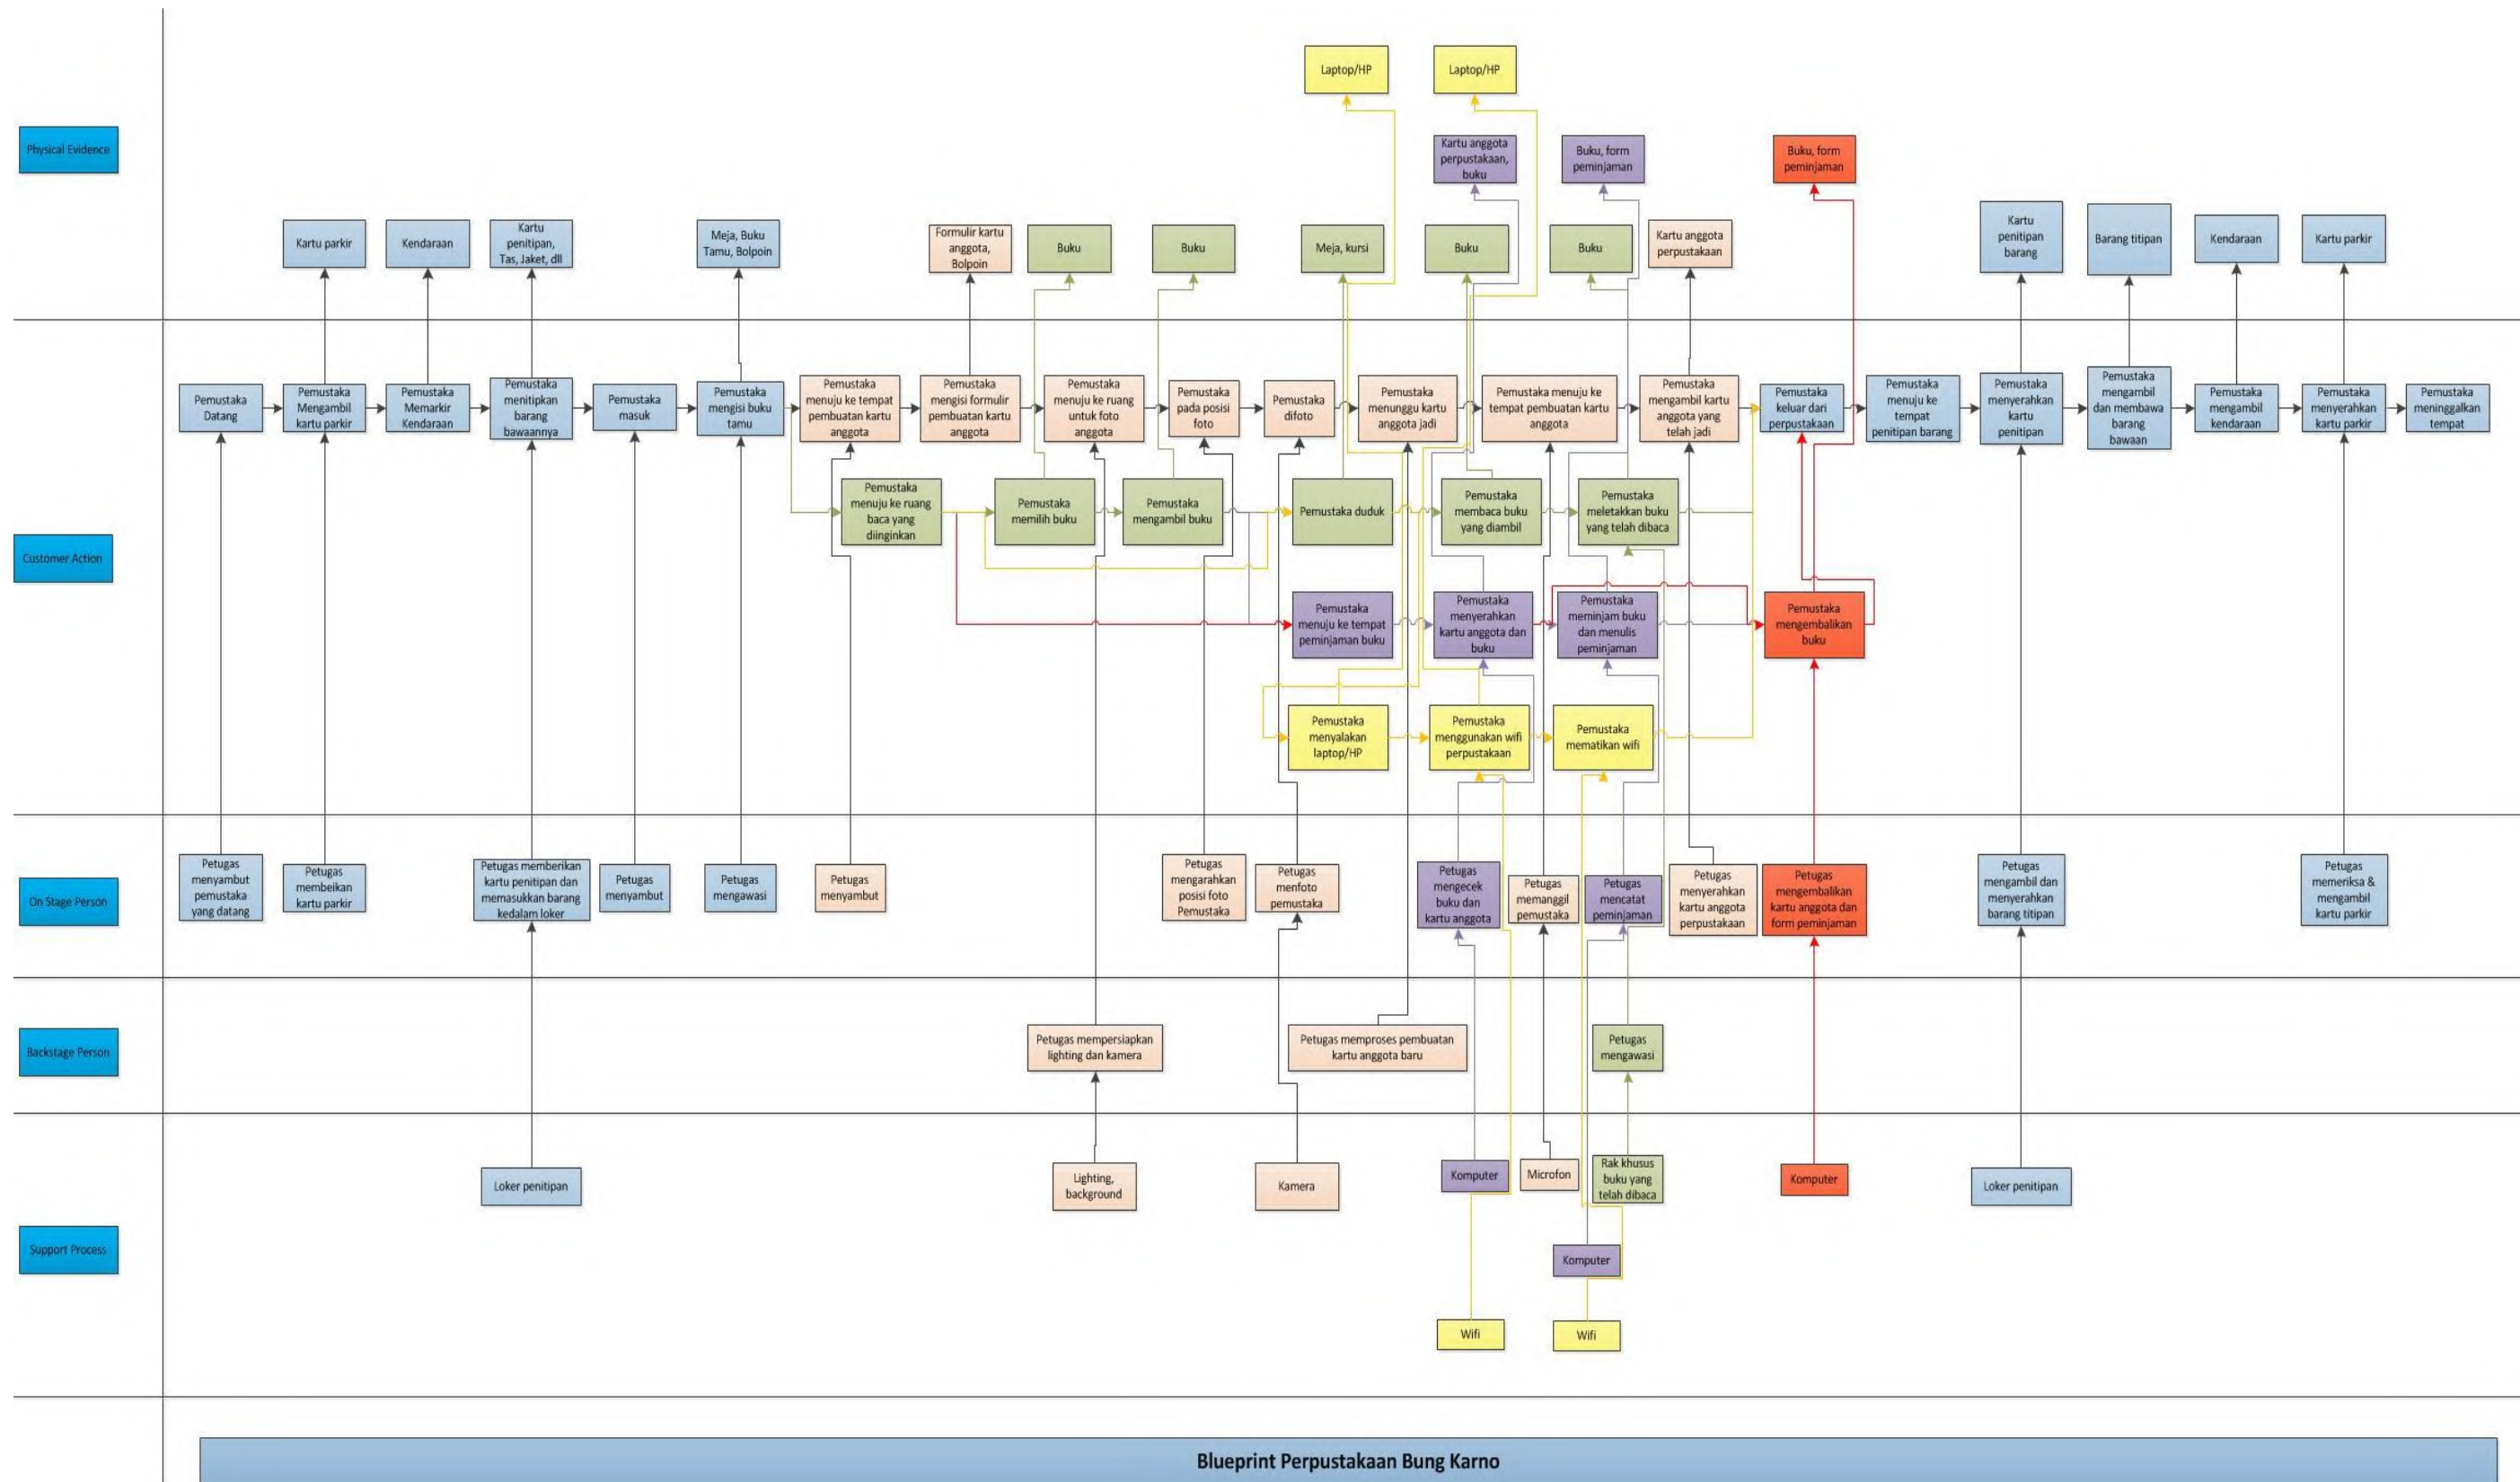 Laptop/HP
Laptop/HP
Physical Evidence
Kartu anggota
perpustakaan,
buku
Buku, form
peminjaman
Buku, form
peminjaman
Kartu parkir
Kendaraan
Kartu
penitipan,
Tas, Jaket, dll
Meja, Buku
Tamu, Bolpoin
Formulir kartu
anggota,
Bolpoin
Buku
Buku
Meja, kursi
Buku
Buku
Kartu anggota
perpustakaan
Kartu
penitipan
barang
Barang titipan
Kendaraan
Kartu parkir
Customer Action
Pemustaka
Datang
Pemustaka
Mengambil
kartu parkir
Pemustaka
Memarkir
Kendaraan
Pemustaka
menitipkan
barang
bawaannya
Pemustaka
masuk
Pemustaka
mengisi buku
tamu
Pemustaka
menuju ke tempat
pembuatan kartu
anggota
Pemustaka
mengisi formulir
pembuatan kartu
anggota
Pemustaka
menuju ke ruang
untuk foto
anggota
Pemustaka
pada posisi
foto
Pemustaka
difoto
Pemustaka
menunggu kartu
anggota jadi
Pemustaka menuju ke
tempat pembuatan kartu
anggota
Pemustaka
mengambil kartu
anggota yang
telah jadi
Pemustaka
keluar dari
perpustakaan
Pemustaka
menuju ke
tempat
penitipan barang
Pemustaka
menyerahkan
kartu
penitipan
Pemustaka
mengambil
dan membawa
barang
bawaan
Pemustaka
mengambil
kendaraan
Pemustaka
menyerahkan
kartu parkir
Pemustaka
meninggalkan
tempat
Pemustaka
menuju ke ruang
baca yang
diinginkan
Pemustaka
memilih buku
Pemustaka
mengambil buku
Pemustaka duduk
Pemustaka
membaca buku
yang diambil
Pemustaka
meletakkan buku
yang telah dibaca
Pemustaka
menuju ke tempat
peminjaman buku
Pemustaka
menyerahkan
kartu anggota dan
buku
Pemustaka
meminjam buku
dan menulis
peminjaman
Pemustaka
mengembalikan
buku
Pemustaka
menyalakan
laptop/HP
Pemustaka
menggunakan wifi
perpustakaan
Pemustaka
mematikan wifi
On Stage Person
Petugas
menyambut
pemustaka
yang datang
Petugas
membeikan
kartu parkir
Petugas memberikan
kartu penitipan dan
memasukkan barang
kedalam loker
Petugas
menyambut
Petugas
mengawasi
Petugas
menyambut
Petugas
mengarahkan
posisi foto
Pemustaka
Petugas
menfoto
pemustaka
Petugas
mengecek
buku dan
kartu anggota
Petugas
memanggil
pemustaka
Petugas
mencatat
peminjaman
Petugas
menyerahkan
kartu anggota
perpustakaan
Petugas
mengembalikan
kartu anggota dan
form peminjaman
Petugas
mengambil dan
menyerahkan
barang titipan
Petugas
memeriksa &
mengambil
kartu parkir
Backstage Person
Petugas mempersiapkan
lighting dan kamera
Petugas memproses pembuatan
kartu anggota baru
Petugas
mengawasi
Support Process
Loker penitipan
Lighting,
background
Kamera
Komputer
Microfon
Rak khusus
buku yang
telah dibaca
Komputer
Loker penitipan
Komputer
Wifi
Wifi
Blueprint Perpustakaan Bung Karno